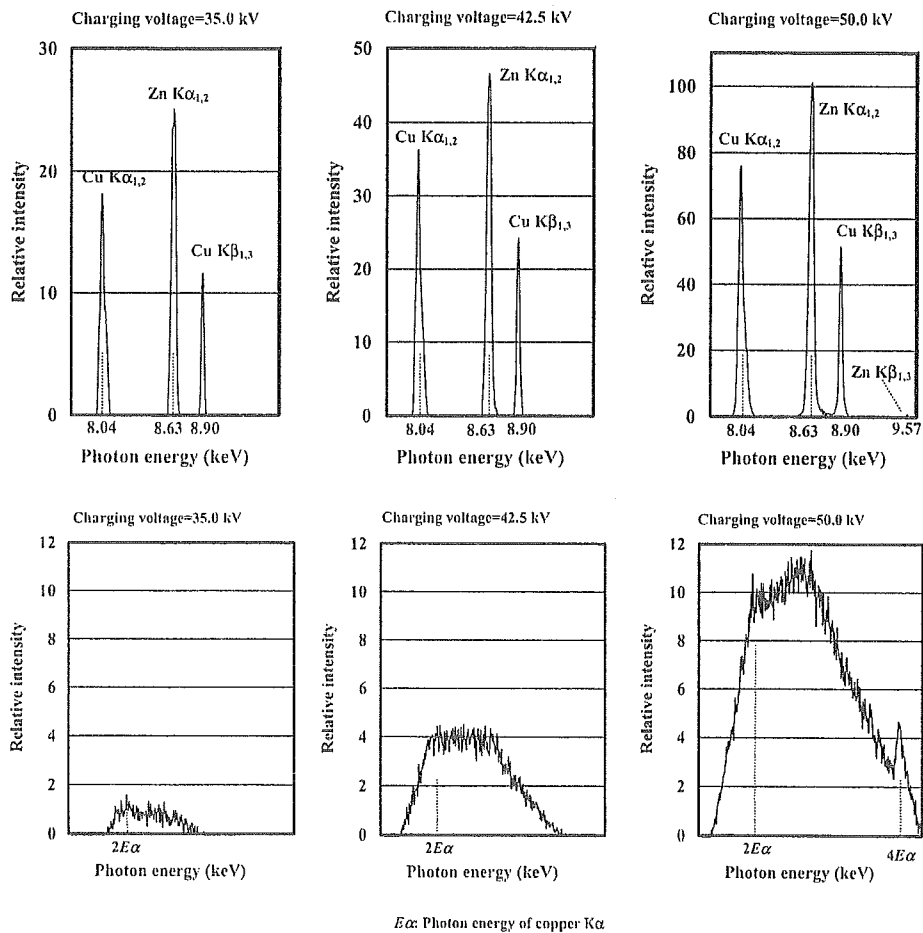 Charging voltage=35.0 kV
30
20
10
0
Relative intensity
Cu Kα1,2
Zn Kα1,2
Cu Kβ1,3
8.04 8.63 8.90
Photon energy (keV)
Charging voltage=42.5 kV
50
40
30
20
10
0
Relative intensity
Cu Kα1,2
Zn Kα1,2
Cu Kβ1,3
8.04 8.63 8.90
Photon energy (keV)
Charging voltage=50.0 kV
100
80
60
40
20
0
Relative intensity
Zn Kα1,2
Cu Kα1,2
Cu Kβ1,3
Zn Kβ1,3
8.04 8.63 8.90 9.57
Photon energy (keV)
Charging voltage=35.0 kV
12
10
8
6
4
2
0
Relative intensity
2Eα
Photon energy (keV)
Charging voltage=42.5 kV
12
10
8
6
4
2
0
Relative intensity
2Eα
Photon energy (keV)
Charging voltage=50.0 kV
12
10
8
6
4
2
0
Relative intensity
2Eα 4Eα
Photon energy (keV)
Eα: Photon energy of copper Kα